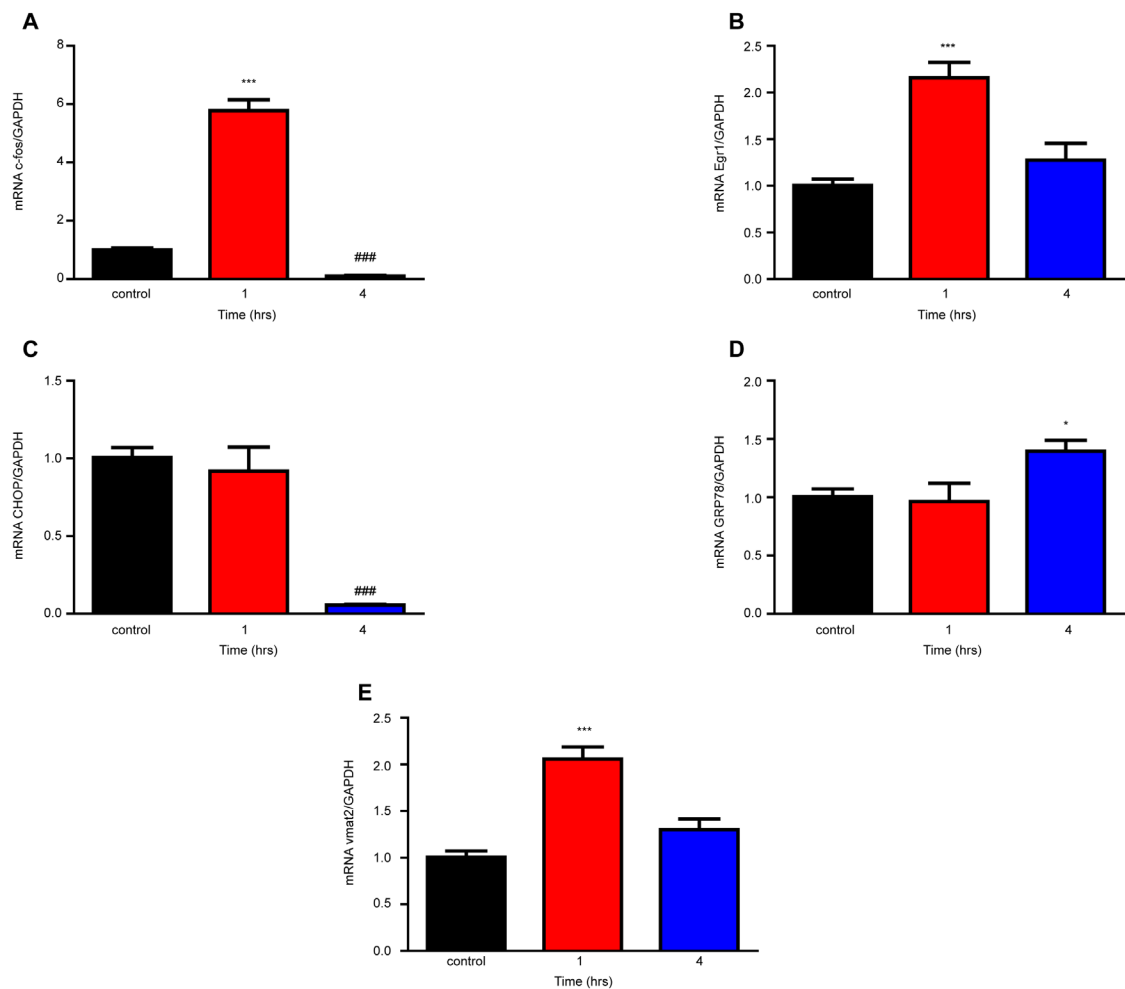 A
mRNA c-fos/GAPDH
8
6
4
2
0
***
###
control 1 4
Time (hrs)
B
mRNA Egr1/GAPDH
2.5
2.0
1.5
1.0
0.5
0.0
***
control 1 4
Time (hrs)
C
mRNA CHOP/GAPDH
1.5
1.0
0.5
0.0
###
control 1 4
Time (hrs)
D
mRNA GRP78/GAPDH
2.0
1.5
1.0
0.5
0.0
*
control 1 4
Time (hrs)
E
mRNA vmat2/GAPDH
2.5
2.0
1.5
1.0
0.5
0.0
***
control 1 4
Time (hrs)